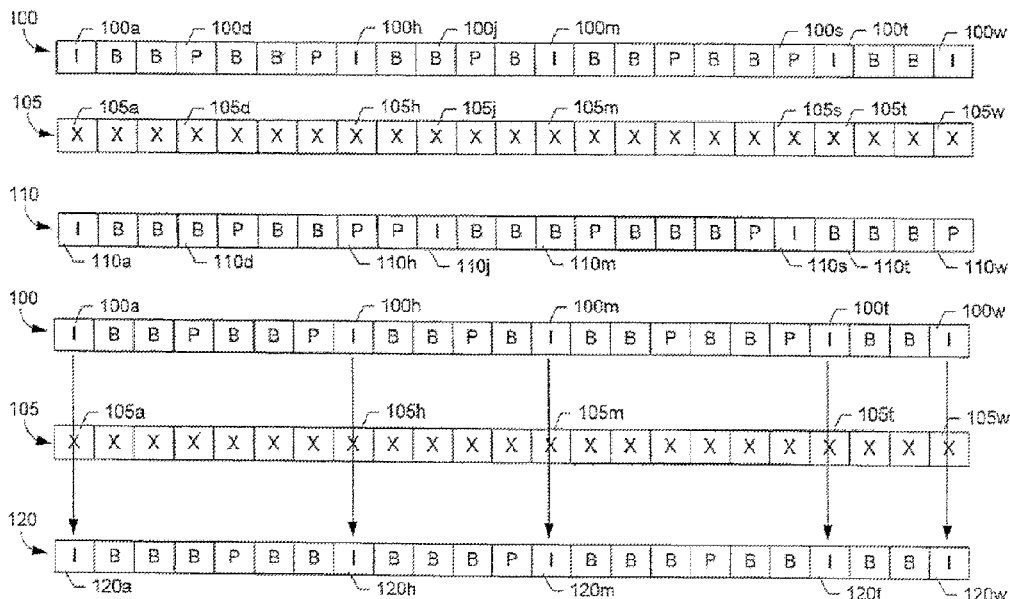 100 100a 100d 100h 100j 100m 100s 100t 100w
I B B P B B P I B B P B I B B P B B P I B B I
105 105a 105d 105h 105j 105m 105s 105t 105w
X X X X X X X X X X X X X X X X X X X X X X X
110
I B B B P B B P P I B B B P B B B P I B B B P
110a 110d 110h 110j 110m 110s 110t 110w
100 100a 100h 100m 100t 100w
I B B P B B P I B B P B I B B P B B P I B B I
105 105a 105h 105m 105t 105w
X X X X X X X X X X X X X X X X X X X X X X X
120
I B B B P B B I B B B P I B B B P B B I B B I
120a 120h 120m 120t 120w